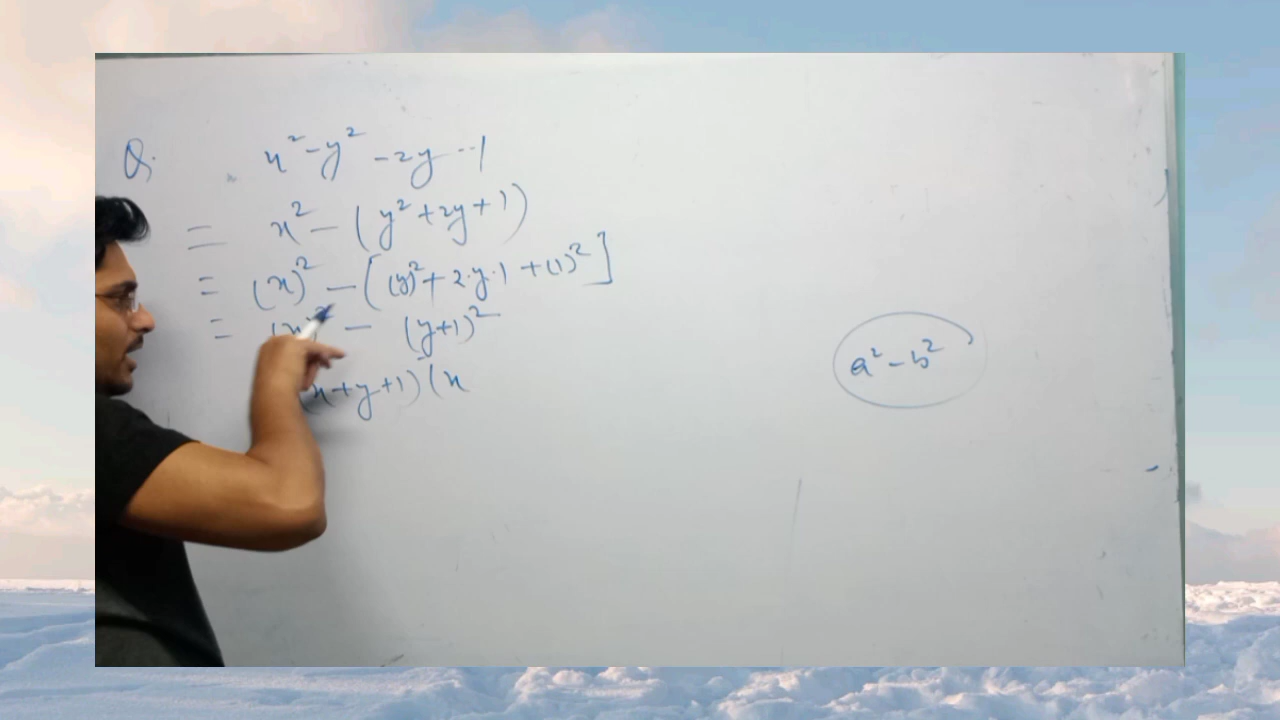 Q. x² - y² - 2y - 1
= x² - (y² + 2y + 1)
= (x)² - [(y)² + 2·y·1 + (1)²]
= (x)² - (y+1)²
(x+y+1)(x
a² - b²